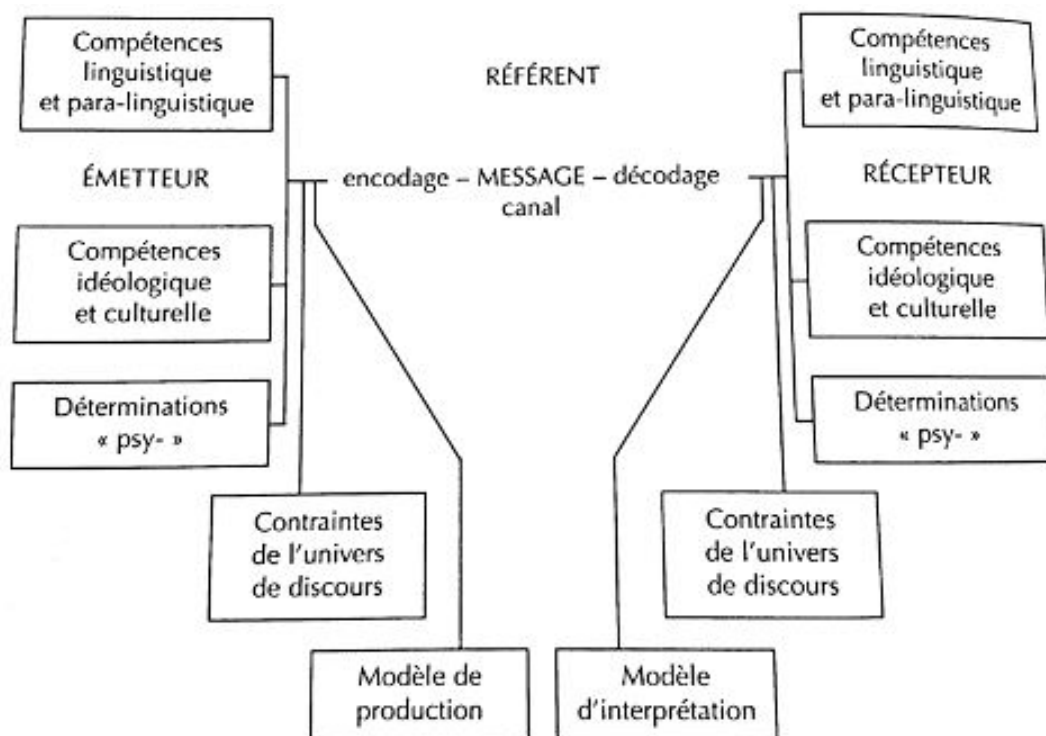 Compétences
linguistique
et para-linguistique
RÉFÉRENT
Compétences
linguistique
et para-linguistique
ÉMETTEUR
encodage – MESSAGE – décodage
canal
RÉCEPTEUR
Compétences
idéologique
et culturelle
Compétences
idéologique
et culturelle
Déterminations
« psy- »
Déterminations
« psy- »
Contraintes
de l'univers
de discours
Contraintes
de l'univers
de discours
Modèle de
production
Modèle
d'interprétation